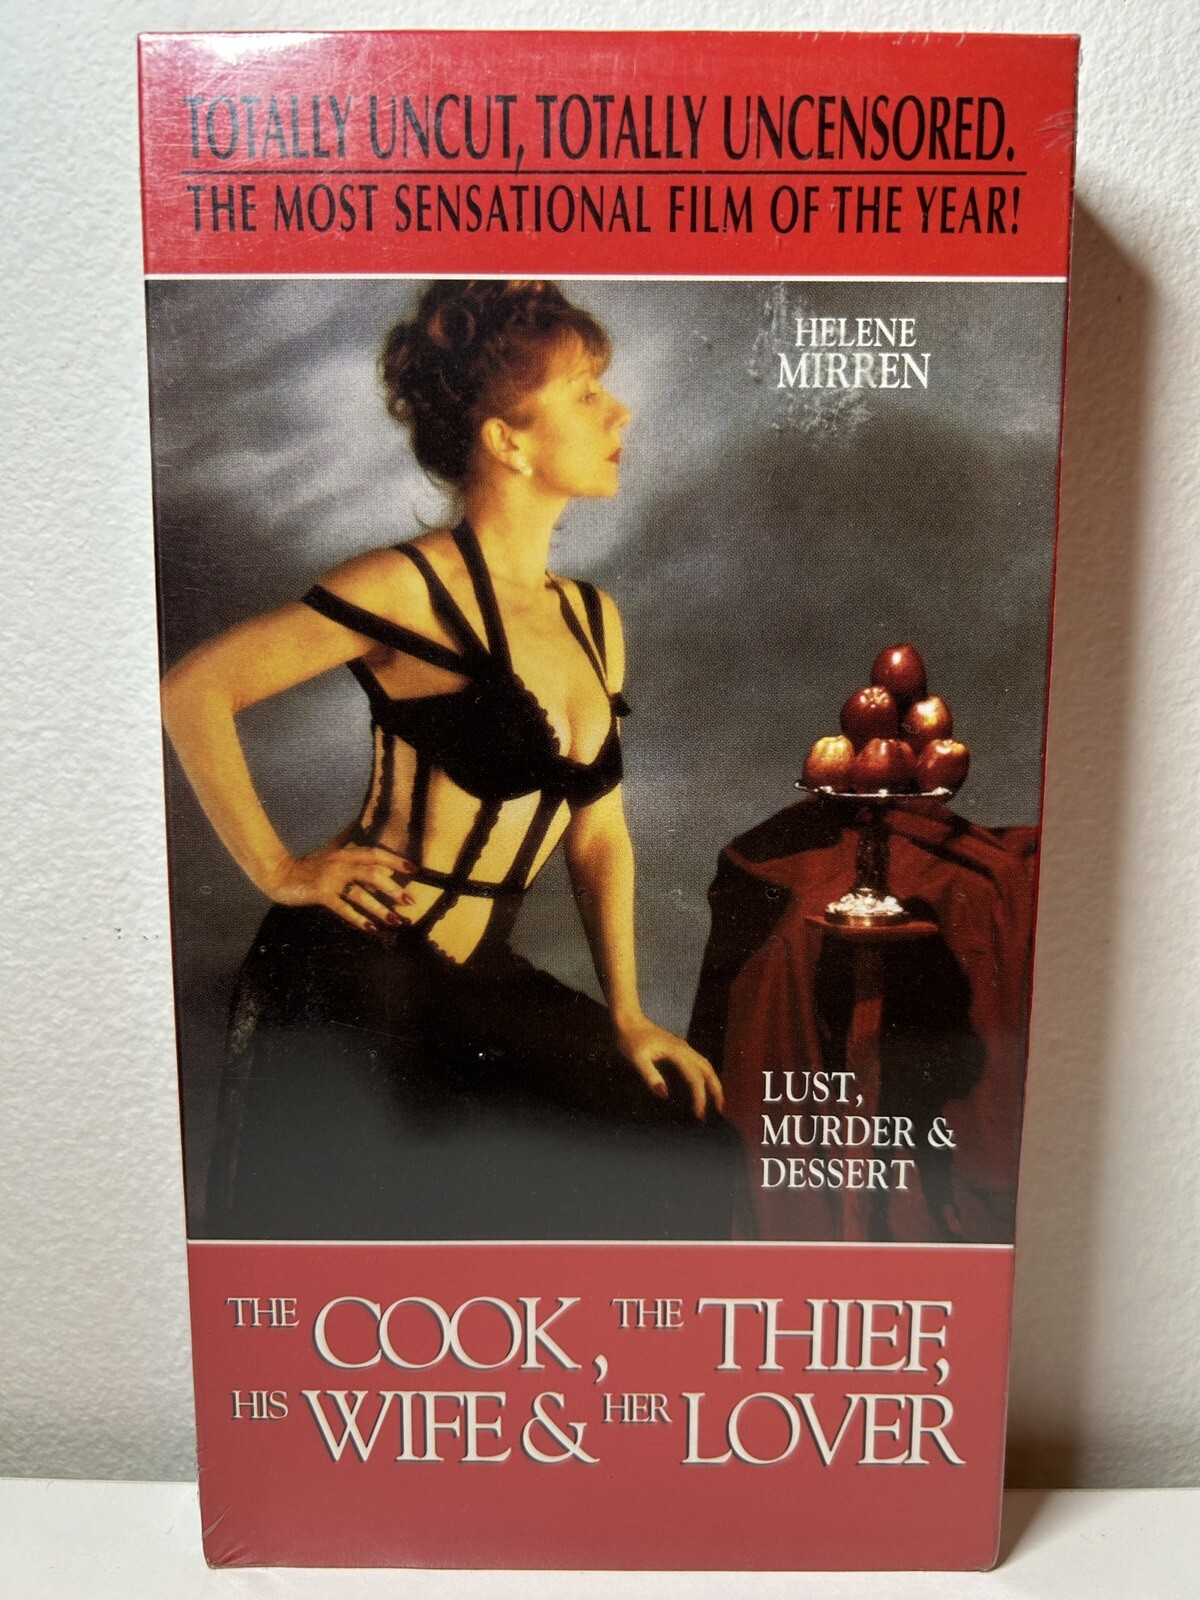 TOTALLY UNCUT, TOTALLY UNCENSORED.
THE MOST SENSATIONAL FILM OF THE YEAR!
HELENE
MIRREN
LUST,
MURDER &
DESSERT
THE COOK, THE THIEF,
HIS WIFE & HER LOVER